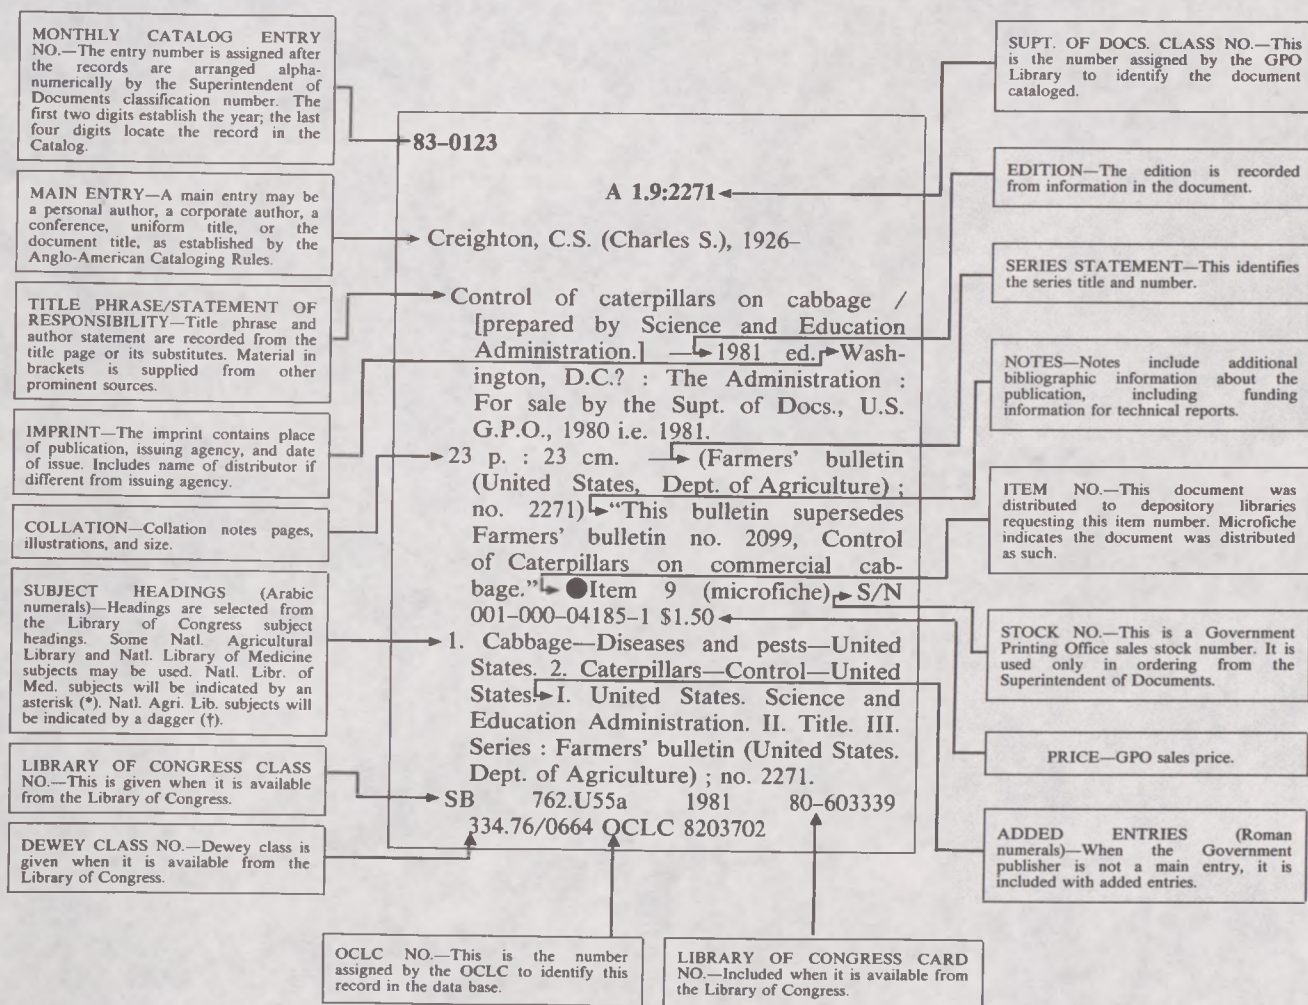 MONTHLY CATALOG ENTRY
NO.—The entry number is assigned after
the records are arranged alpha-
numerically by the Superintendent of
Documents classification number. The
first two digits establish the year; the last
four digits locate the record in the
Catalog.
MAIN ENTRY—A main entry may be
a personal author, a corporate author, a
conference, uniform title, or the
document title, as established by the
Anglo-American Cataloging Rules.
TITLE PHRASE/STATEMENT OF
RESPONSIBILITY—Title phrase and
author statement are recorded from the
title page or its substitutes. Material in
brackets is supplied from other
prominent sources.
IMPRINT—The imprint contains place
of publication, issuing agency, and date
of issue. Includes name of distributor if
different from issuing agency.
COLLATION—Collation notes pages,
illustrations, and size.
SUBJECT HEADINGS (Arabic
numerals)—Headings are selected from
the Library of Congress subject
headings. Some Natl. Agricultural
Library and Natl. Library of Medicine
subjects may be used. Natl. Libr. of
Med. subjects will be indicated by an
asterisk (*). Natl. Agri. Lib. subjects will
be indicated by a dagger (†).
LIBRARY OF CONGRESS CLASS
NO.—This is given when it is available
from the Library of Congress.
DEWEY CLASS NO.—Dewey class is
given when it is available from the
Library of Congress.
83–0123
A 1.9:2271
Creighton, C.S. (Charles S.), 1926–
Control of caterpillars on cabbage /
[prepared by Science and Education
Administration.] — 1981 ed. Wash-
ington, D.C.? : The Administration :
For sale by the Supt. of Docs., U.S.
G.P.O., 1980 i.e. 1981.
23 p. : 23 cm. — (Farmers' bulletin
(United States, Dept. of Agriculture) ;
no. 2271) "This bulletin supersedes
Farmers' bulletin no. 2099, Control
of Caterpillars on commercial cab-
bage." ●Item 9 (microfiche) S/N
001–000–04185–1 $1.50
1. Cabbage—Diseases and pests—United
States. 2. Caterpillars—Control—United
States. I. United States. Science and
Education Administration. II. Title. III.
Series : Farmers' bulletin (United States.
Dept. of Agriculture) ; no. 2271.
SB 762.U55a 1981 80–603339
334.76/0664 OCLC 8203702
SUPT. OF DOCS. CLASS NO.—This
is the number assigned by the GPO
Library to identify the document
cataloged.
EDITION—The edition is recorded
from information in the document.
SERIES STATEMENT—This identifies
the series title and number.
NOTES—Notes include additional
bibliographic information about the
publication, including funding
information for technical reports.
ITEM NO.—This document was
distributed to depository libraries
requesting this item number. Microfiche
indicates the document was distributed
as such.
STOCK NO.—This is a Government
Printing Office sales stock number. It is
used only in ordering from the
Superintendent of Documents.
PRICE—GPO sales price.
ADDED ENTRIES (Roman
numerals)—When the Government
publisher is not a main entry, it is
included with added entries.
OCLC NO.—This is the number
assigned by the OCLC to identify this
record in the data base.
LIBRARY OF CONGRESS CARD
NO.—Included when it is available from
the Library of Congress.